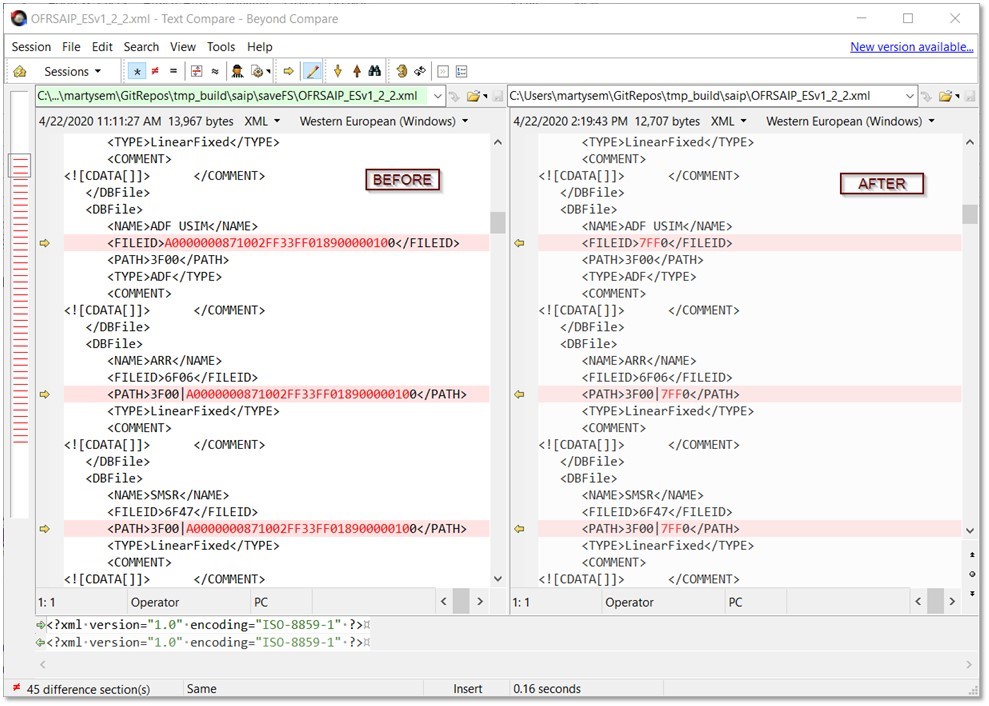 OFRSAIP_ESv1_2_2.xml - Text Compare - Beyond Compare
Session File Edit Search View Tools Help New version available...
Sessions
C:\...\martysem\GitRepos\tmp_build\saip\saveFS\OFRSAIP_ESv1_2_2.xml
C:\Users\martysem\GitRepos\tmp_build\saip\OFRSAIP_ESv1_2_2.xml
4/22/2020 11:11:27 AM 13,967 bytes XML Western European (Windows)
4/22/2020 2:19:43 PM 12,707 bytes XML Western European (Windows)
<TYPE>LinearFixed</TYPE>
<COMMENT>
<![CDATA[]]> </COMMENT>
BEFORE
</DBFile>
<DBFile>
<NAME>ADF USIM</NAME>
<FILEID>A0000000871002FF33FF018900000100</FILEID>
<PATH>3F00</PATH>
<TYPE>ADF</TYPE>
<COMMENT>
<![CDATA[]]> </COMMENT>
</DBFile>
<DBFile>
<NAME>ARR</NAME>
<FILEID>6F06</FILEID>
<PATH>3F00|A0000000871002FF33FF018900000100</PATH>
<TYPE>LinearFixed</TYPE>
<COMMENT>
<![CDATA[]]> </COMMENT>
</DBFile>
<DBFile>
<NAME>SMSR</NAME>
<FILEID>6F47</FILEID>
<PATH>3F00|A0000000871002FF33FF018900000100</PATH>
<TYPE>LinearFixed</TYPE>
<COMMENT>
<![CDATA[]]> </COMMENT>
1: 1 Operator PC
<TYPE>LinearFixed</TYPE>
<COMMENT>
<![CDATA[]]> </COMMENT>
AFTER
</DBFile>
<DBFile>
<NAME>ADF USIM</NAME>
<FILEID>7FF0</FILEID>
<PATH>3F00</PATH>
<TYPE>ADF</TYPE>
<COMMENT>
<![CDATA[]]> </COMMENT>
</DBFile>
<DBFile>
<NAME>ARR</NAME>
<FILEID>6F06</FILEID>
<PATH>3F00|7FF0</PATH>
<TYPE>LinearFixed</TYPE>
<COMMENT>
<![CDATA[]]> </COMMENT>
</DBFile>
<DBFile>
<NAME>SMSR</NAME>
<FILEID>6F47</FILEID>
<PATH>3F00|7FF0</PATH>
<TYPE>LinearFixed</TYPE>
<COMMENT>
<![CDATA[]]> </COMMENT>
1: 1 Operator PC
<?xml·version="1.0"·encoding="ISO-8859-1"·?>¤
<?xml·version="1.0"·encoding="ISO-8859-1"·?>¤
45 difference section(s) Same Insert 0.16 seconds